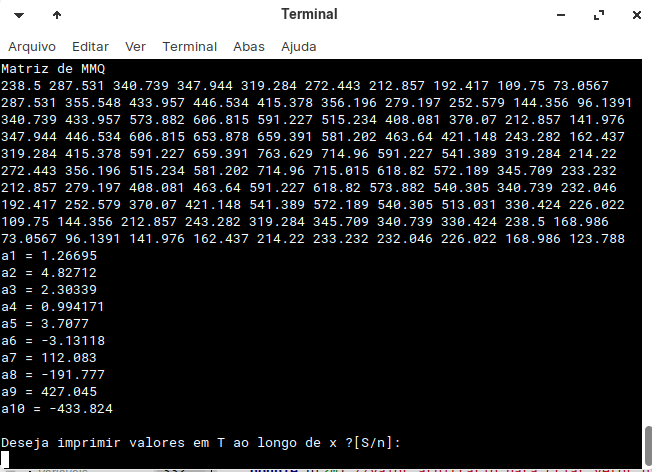 Terminal
Arquivo Editar Ver Terminal Abas Ajuda
Matriz de MMQ
238.5 287.531 340.739 347.944 319.284 272.443 212.857 192.417 109.75 73.0567
287.531 355.548 433.957 446.534 415.378 356.196 279.197 252.579 144.356 96.1391
340.739 433.957 573.882 606.815 591.227 515.234 408.081 370.07 212.857 141.976
347.944 446.534 606.815 653.878 659.391 581.202 463.64 421.148 243.282 162.437
319.284 415.378 591.227 659.391 763.629 714.96 591.227 541.389 319.284 214.22
272.443 356.196 515.234 581.202 714.96 715.015 618.82 572.189 345.709 233.232
212.857 279.197 408.081 463.64 591.227 618.82 573.882 540.305 340.739 232.046
192.417 252.579 370.07 421.148 541.389 572.189 540.305 513.031 330.424 226.022
109.75 144.356 212.857 243.282 319.284 345.709 340.739 330.424 238.5 168.986
73.0567 96.1391 141.976 162.437 214.22 233.232 232.046 226.022 168.986 123.788
a1 = 1.26695
a2 = 4.82712
a3 = 2.30339
a4 = 0.994171
a5 = 3.7077
a6 = -3.13118
a7 = 112.083
a8 = -191.777
a9 = 427.045
a10 = -433.824
Deseja imprimir valores em T ao longo de x ?[S/n]: